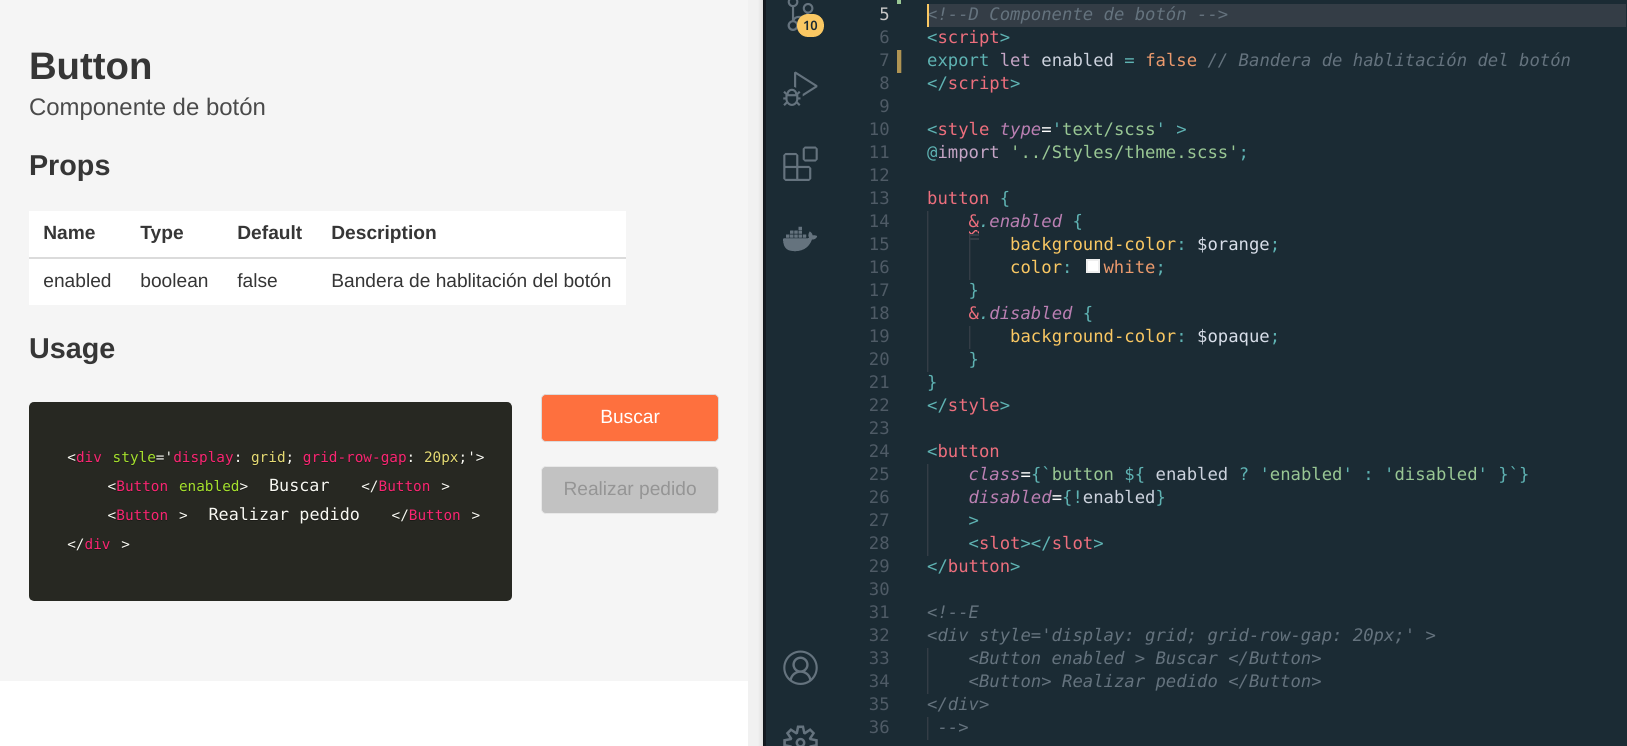 Button
Componente de botón
Props
Name Type Default Description
enabled boolean false Bandera de hablitación del botón
Usage
<div style='display: grid; grid-row-gap: 20px;'>
<Button enabled> Buscar </Button >
<Button > Realizar pedido </Button >
</div >
Buscar
Realizar pedido
10
5 <!--D Componente de botón -->
6 <script>
7 export let enabled = false // Bandera de hablitación del botón
8 </script>
9
10 <style type='text/scss' >
11 @import '../Styles/theme.scss';
12
13 button {
14 &.enabled {
15 background-color: $orange;
16 color: white;
17 }
18 &.disabled {
19 background-color: $opaque;
20 }
21 }
22 </style>
23
24 <button
25 class={`button ${ enabled ? 'enabled' : 'disabled' }`}
26 disabled={!enabled}
27 >
28 <slot></slot>
29 </button>
30
31 <!--E
32 <div style='display: grid; grid-row-gap: 20px;' >
33 <Button enabled > Buscar </Button>
34 <Button> Realizar pedido </Button>
35 </div>
36 -->